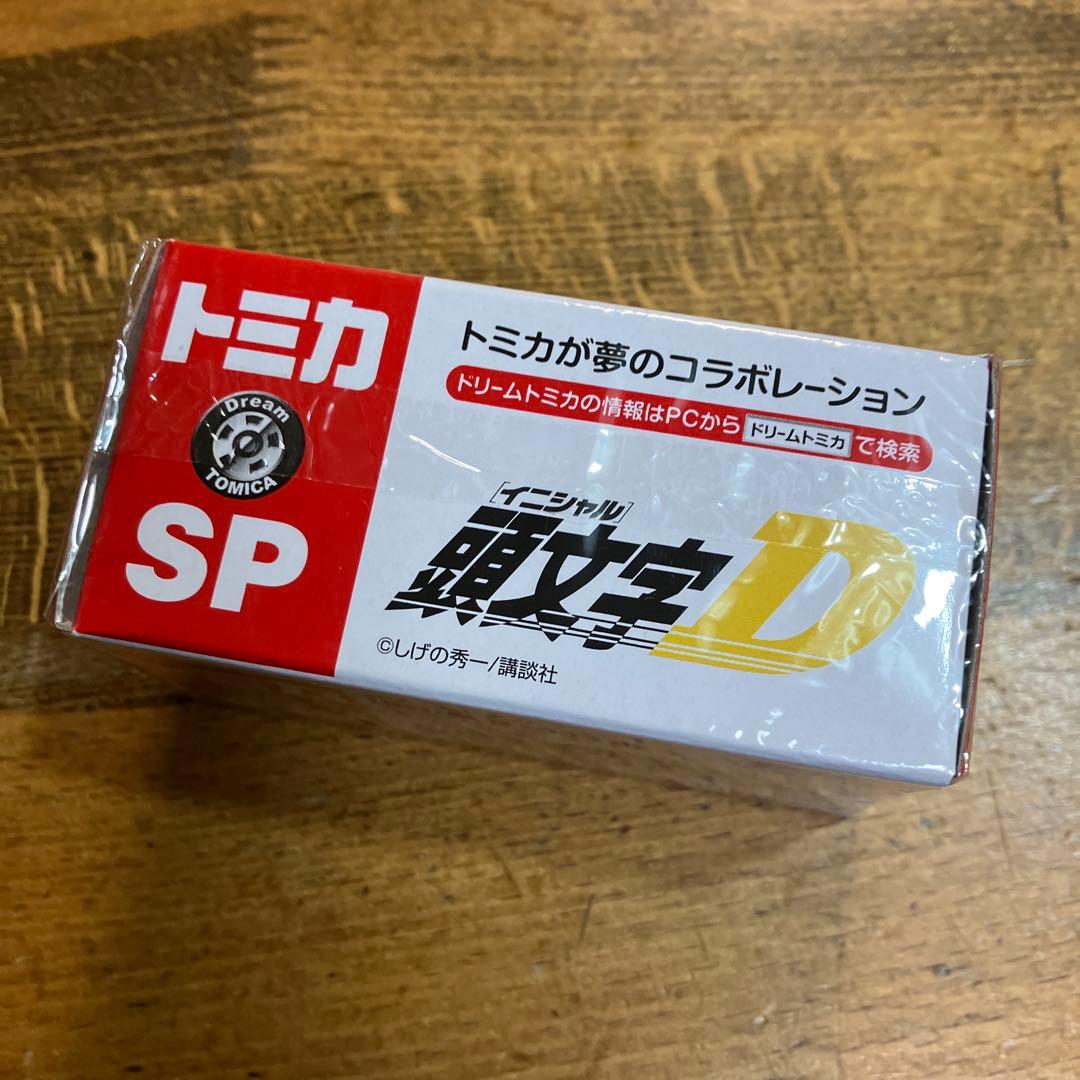 トミカ
Dream
TOMICA
SP
トミカが夢のコラボレーション
ドリームトミカの情報はPCから ドリームトミカ で検索
[イニシャル]
頭文字D
©しげの秀一/講談社